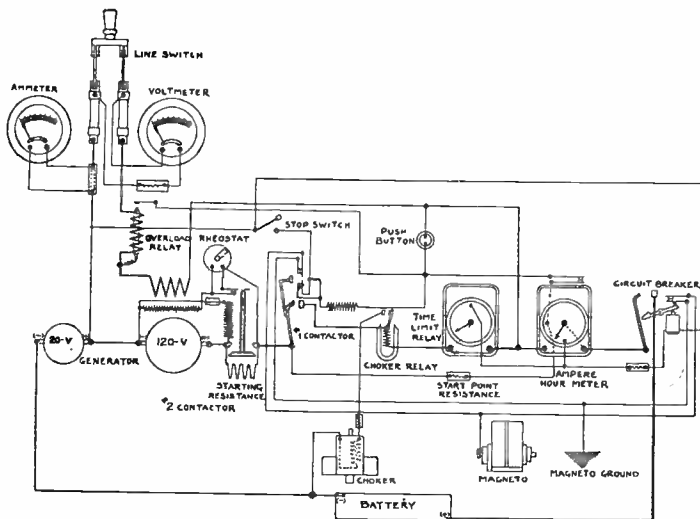 LINE SWITCH
AMMETER
VOLTMETER
OVERLOAD
RELAY
RHEOSTAT
STOP SWITCH
PUSH
BUTTON
CIRCUIT BREAKER
20-V
GENERATOR
120-V
#1 CONTACTOR
TIME
LIMIT
RELAY
CHOKER RELAY
AMPERE
HOUR METER
STARTING
RESISTANCE
#2 CONTACTOR
START POINT
RESISTANCE
CHOKER
MAGNETO
MAGNETO GROUND
(-)
BATTERY
(+)